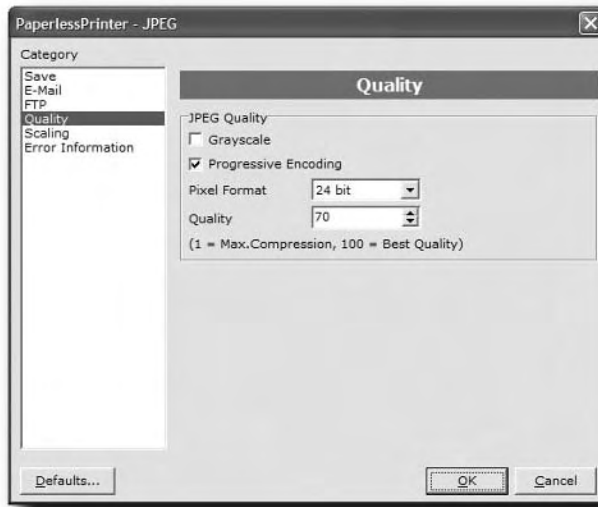 PaperlessPrinter - JPEG
Category
Save
E-Mail
FTP
Quality
Scaling
Error Information
Quality
JPEG Quality
Grayscale
Progressive Encoding
Pixel Format 24 bit
Quality 70
(1 = Max.Compression, 100 = Best Quality)
Defaults... OK Cancel